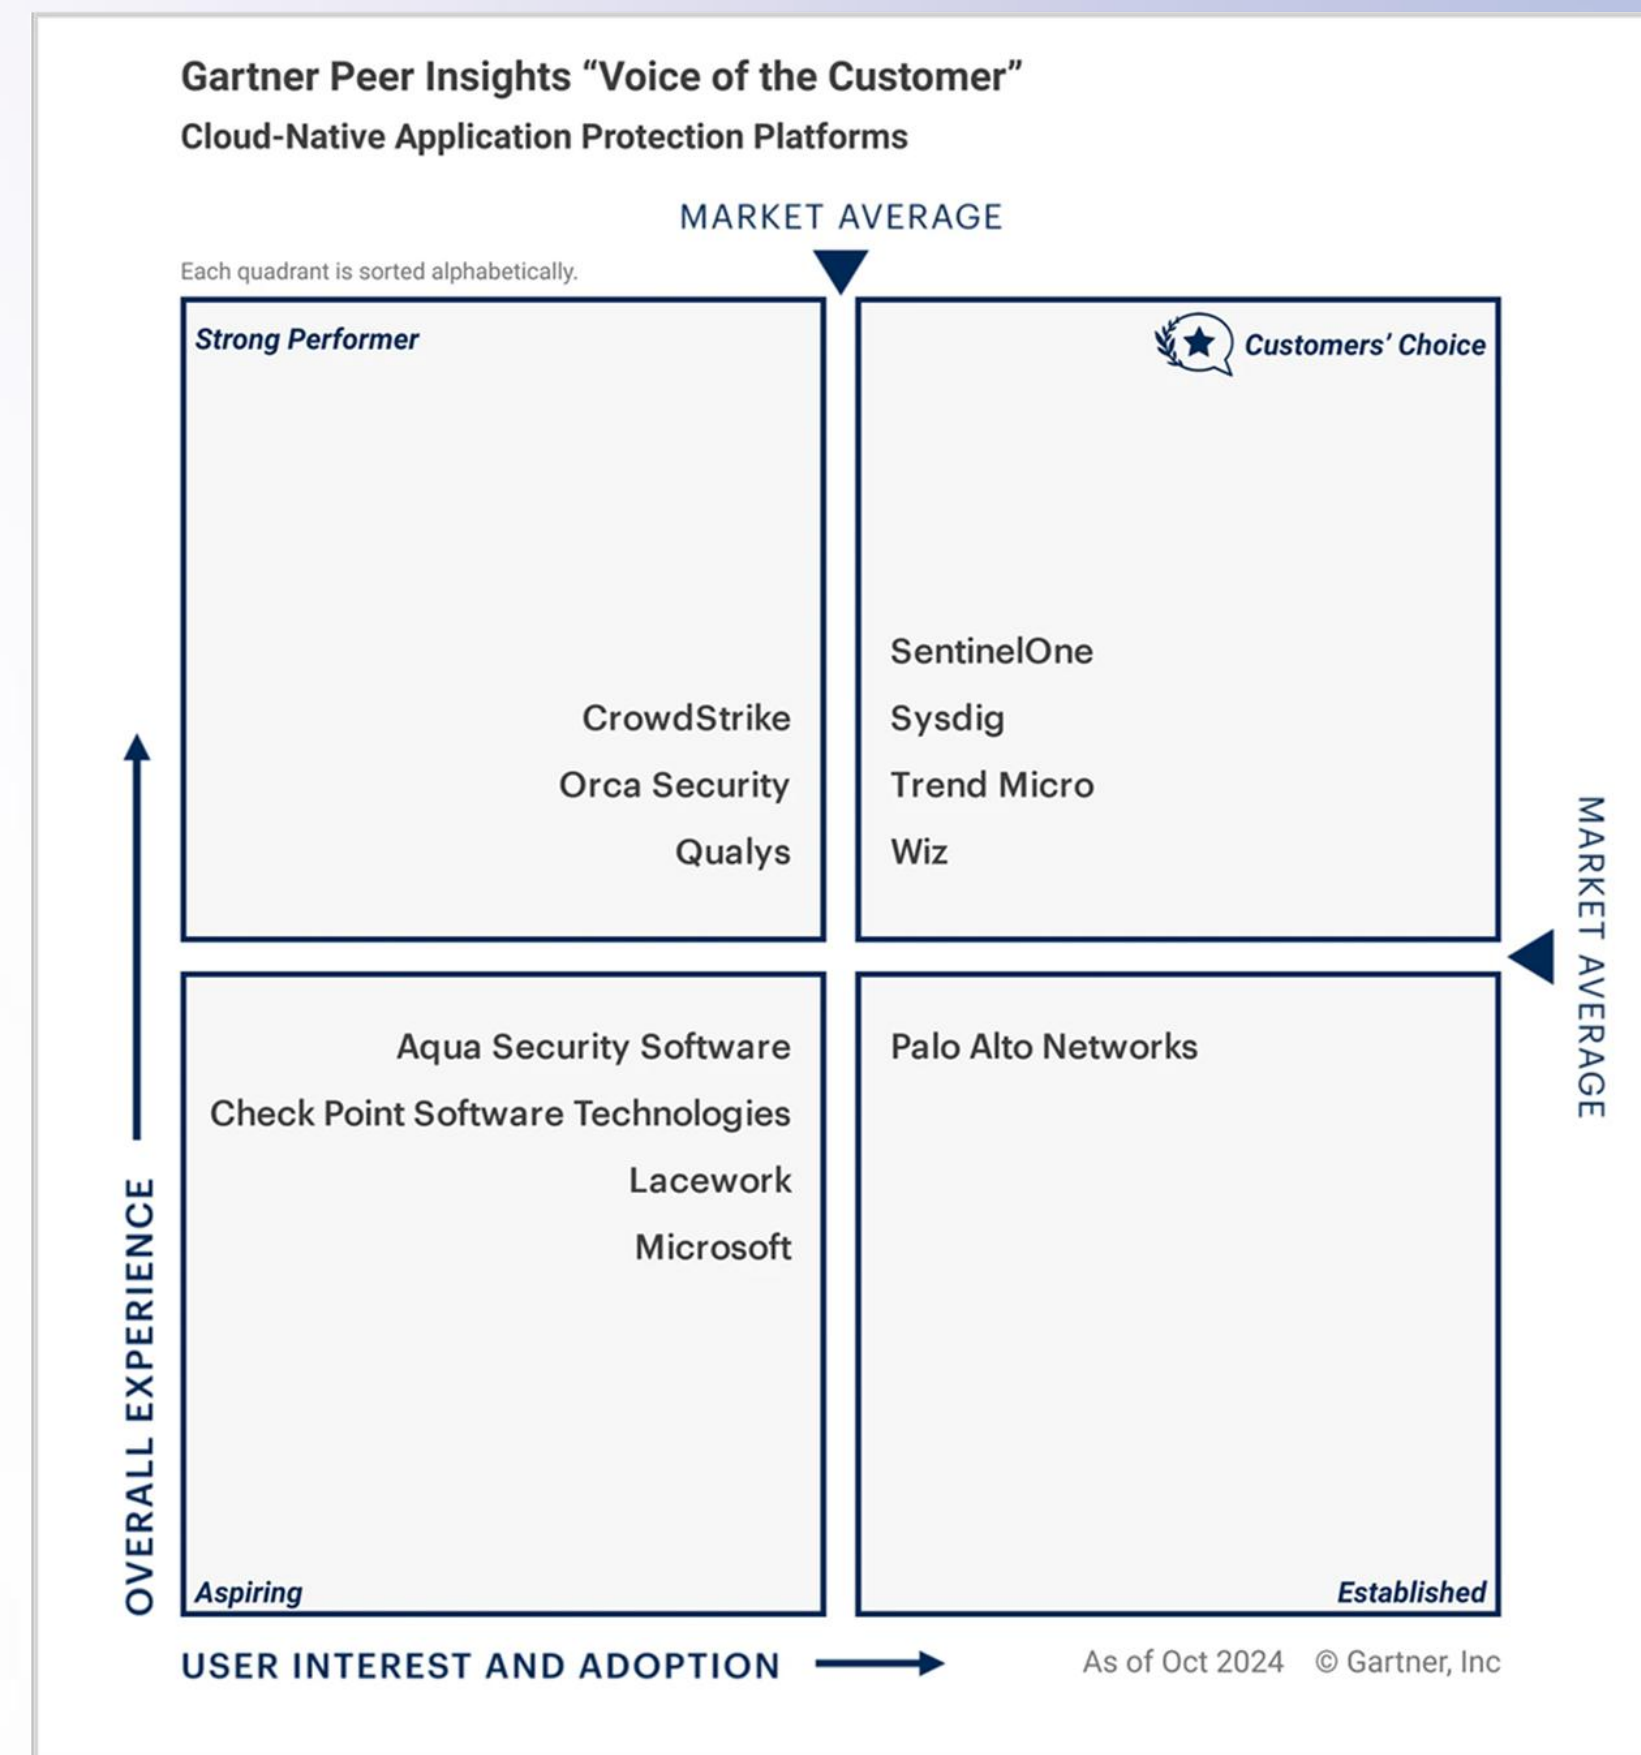 Gartner Peer Insights “Voice of the Customer”
Cloud-Native Application Protection Platforms
MARKET AVERAGE
Each quadrant is sorted alphabetically.
Strong Performer
CrowdStrike
Orca Security
Qualys
Customers’ Choice
SentinelOne
Sysdig
Trend Micro
Wiz
MARKET AVERAGE
Aqua Security Software
Check Point Software Technologies
Lacework
Microsoft
Aspiring
Palo Alto Networks
Established
OVERALL EXPERIENCE
USER INTEREST AND ADOPTION
As of Oct 2024 © Gartner, Inc